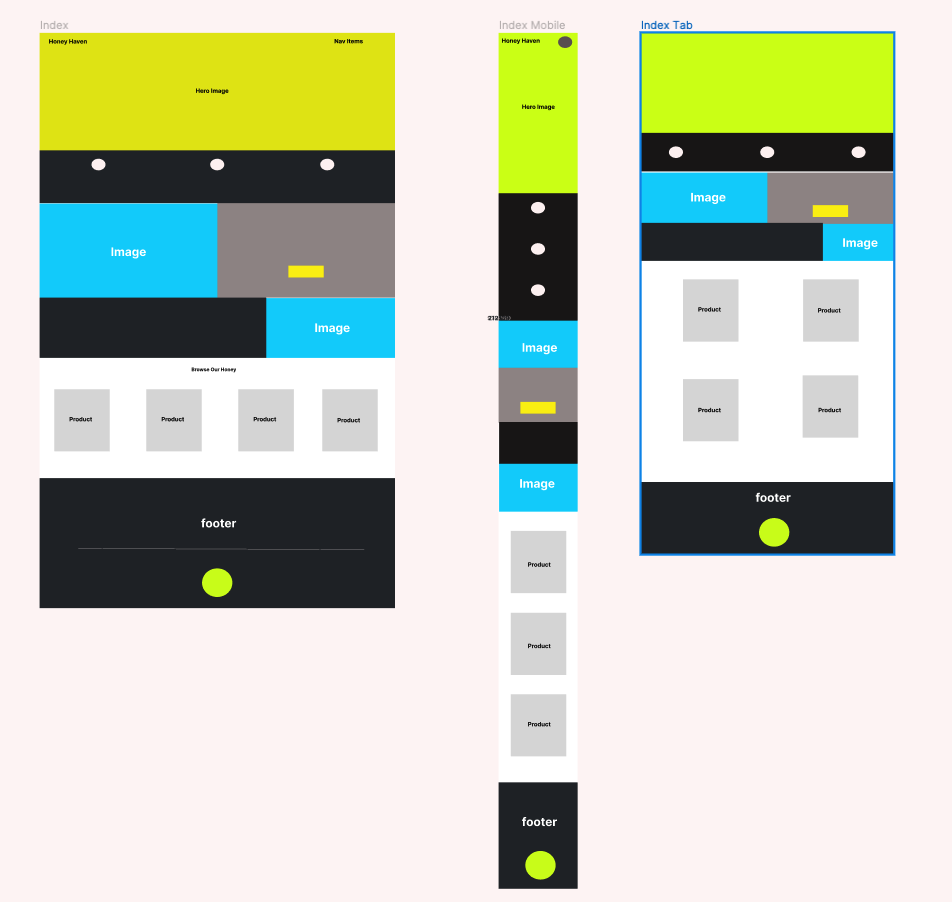 Index
Honey Haven
Nav Items
Hero Image
Image
Image
Browse Our Honey
Product
Product
Product
Product
footer
Index Mobile
Honey Haven
Hero Image
Image
Image
Product
Product
Product
footer
Index Tab
Image
Image
Product
Product
Product
Product
footer